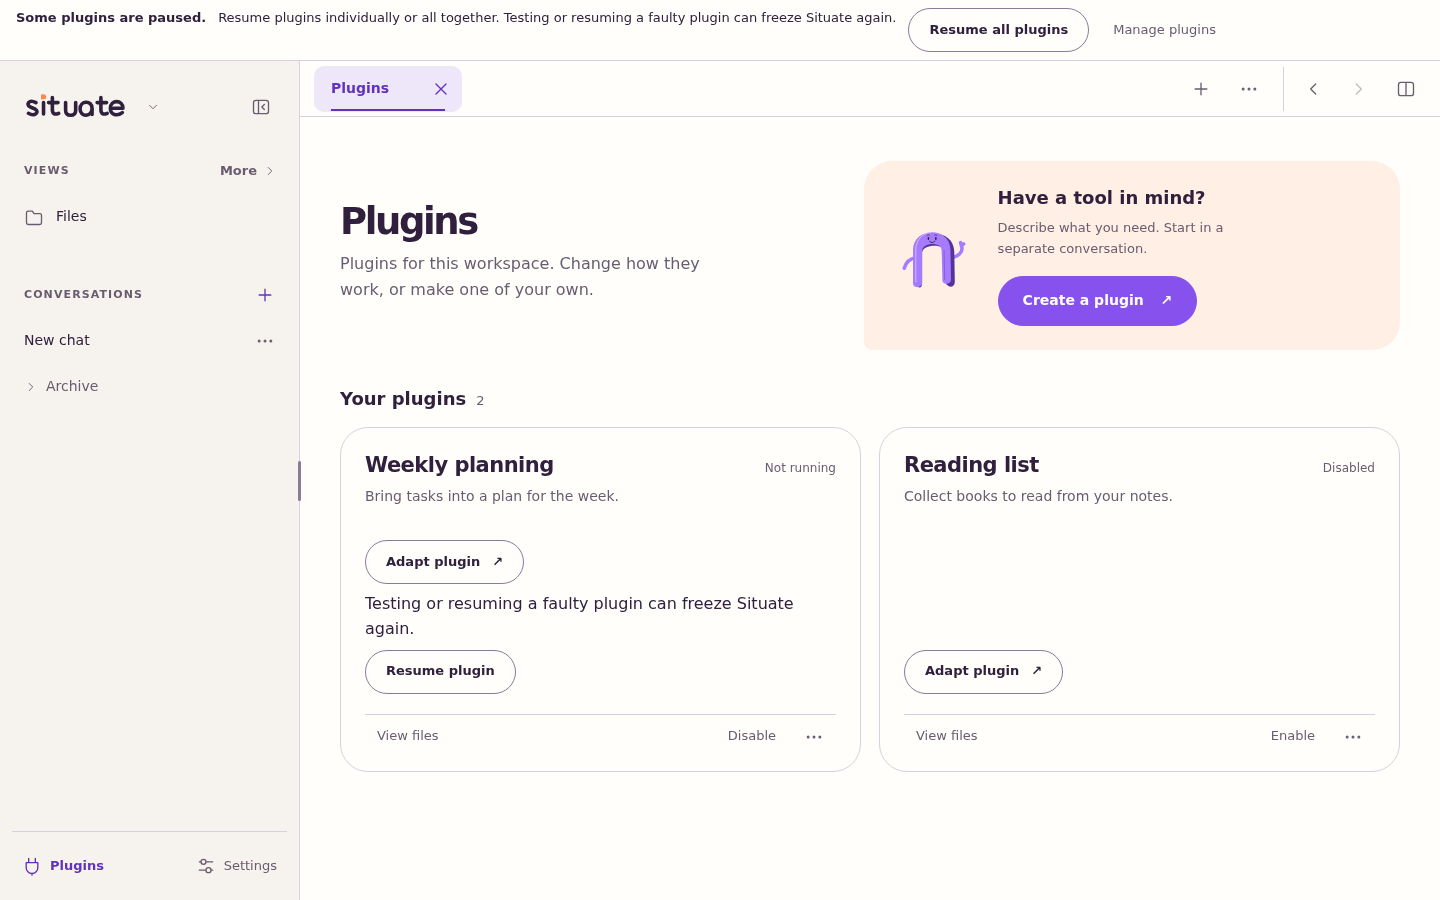 Some plugins are paused. Resume plugins individually or all together. Testing or resuming a faulty plugin can freeze Situate again.
Resume all plugins
Manage plugins
situate
VIEWS
More
Files
CONVERSATIONS
New chat
Archive
Plugins
Settings
Plugins
Plugins
Plugins for this workspace. Change how they
work, or make one of your own.
Have a tool in mind?
Describe what you need. Start in a
separate conversation.
Create a plugin ↗
Your plugins 2
Weekly planning
Not running
Bring tasks into a plan for the week.
Adapt plugin ↗
Testing or resuming a faulty plugin can freeze Situate
again.
Resume plugin
View files
Disable
Reading list
Disabled
Collect books to read from your notes.
Adapt plugin ↗
View files
Enable